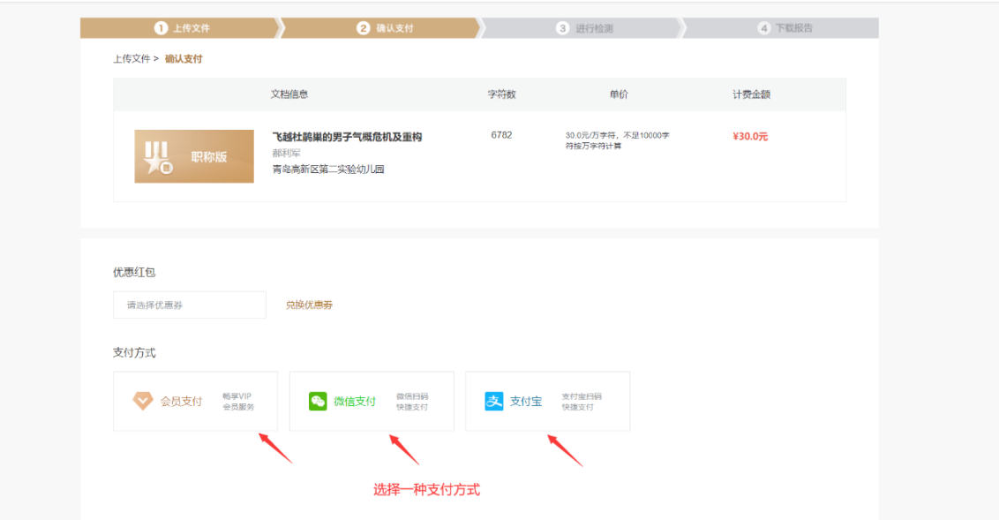 1 上传文件
2 确认支付
3 进行检测
4 下载报告
上传文件 > 确认支付
文档信息 字符数 单价 计费金额
职称版
飞越杜鹃巢的男子气概危机及重构 6782 30.0元/万字符，不足10000字 ¥30.0元
郝利军 符按万字符计算
青岛高新区第二实验幼儿园
优惠红包
请选择优惠券 兑换优惠券
支付方式
会员支付 畅享VIP
会员服务
微信支付 微信扫码
快捷支付
支 支付宝 支付宝扫码
快捷支付
选择一种支付方式